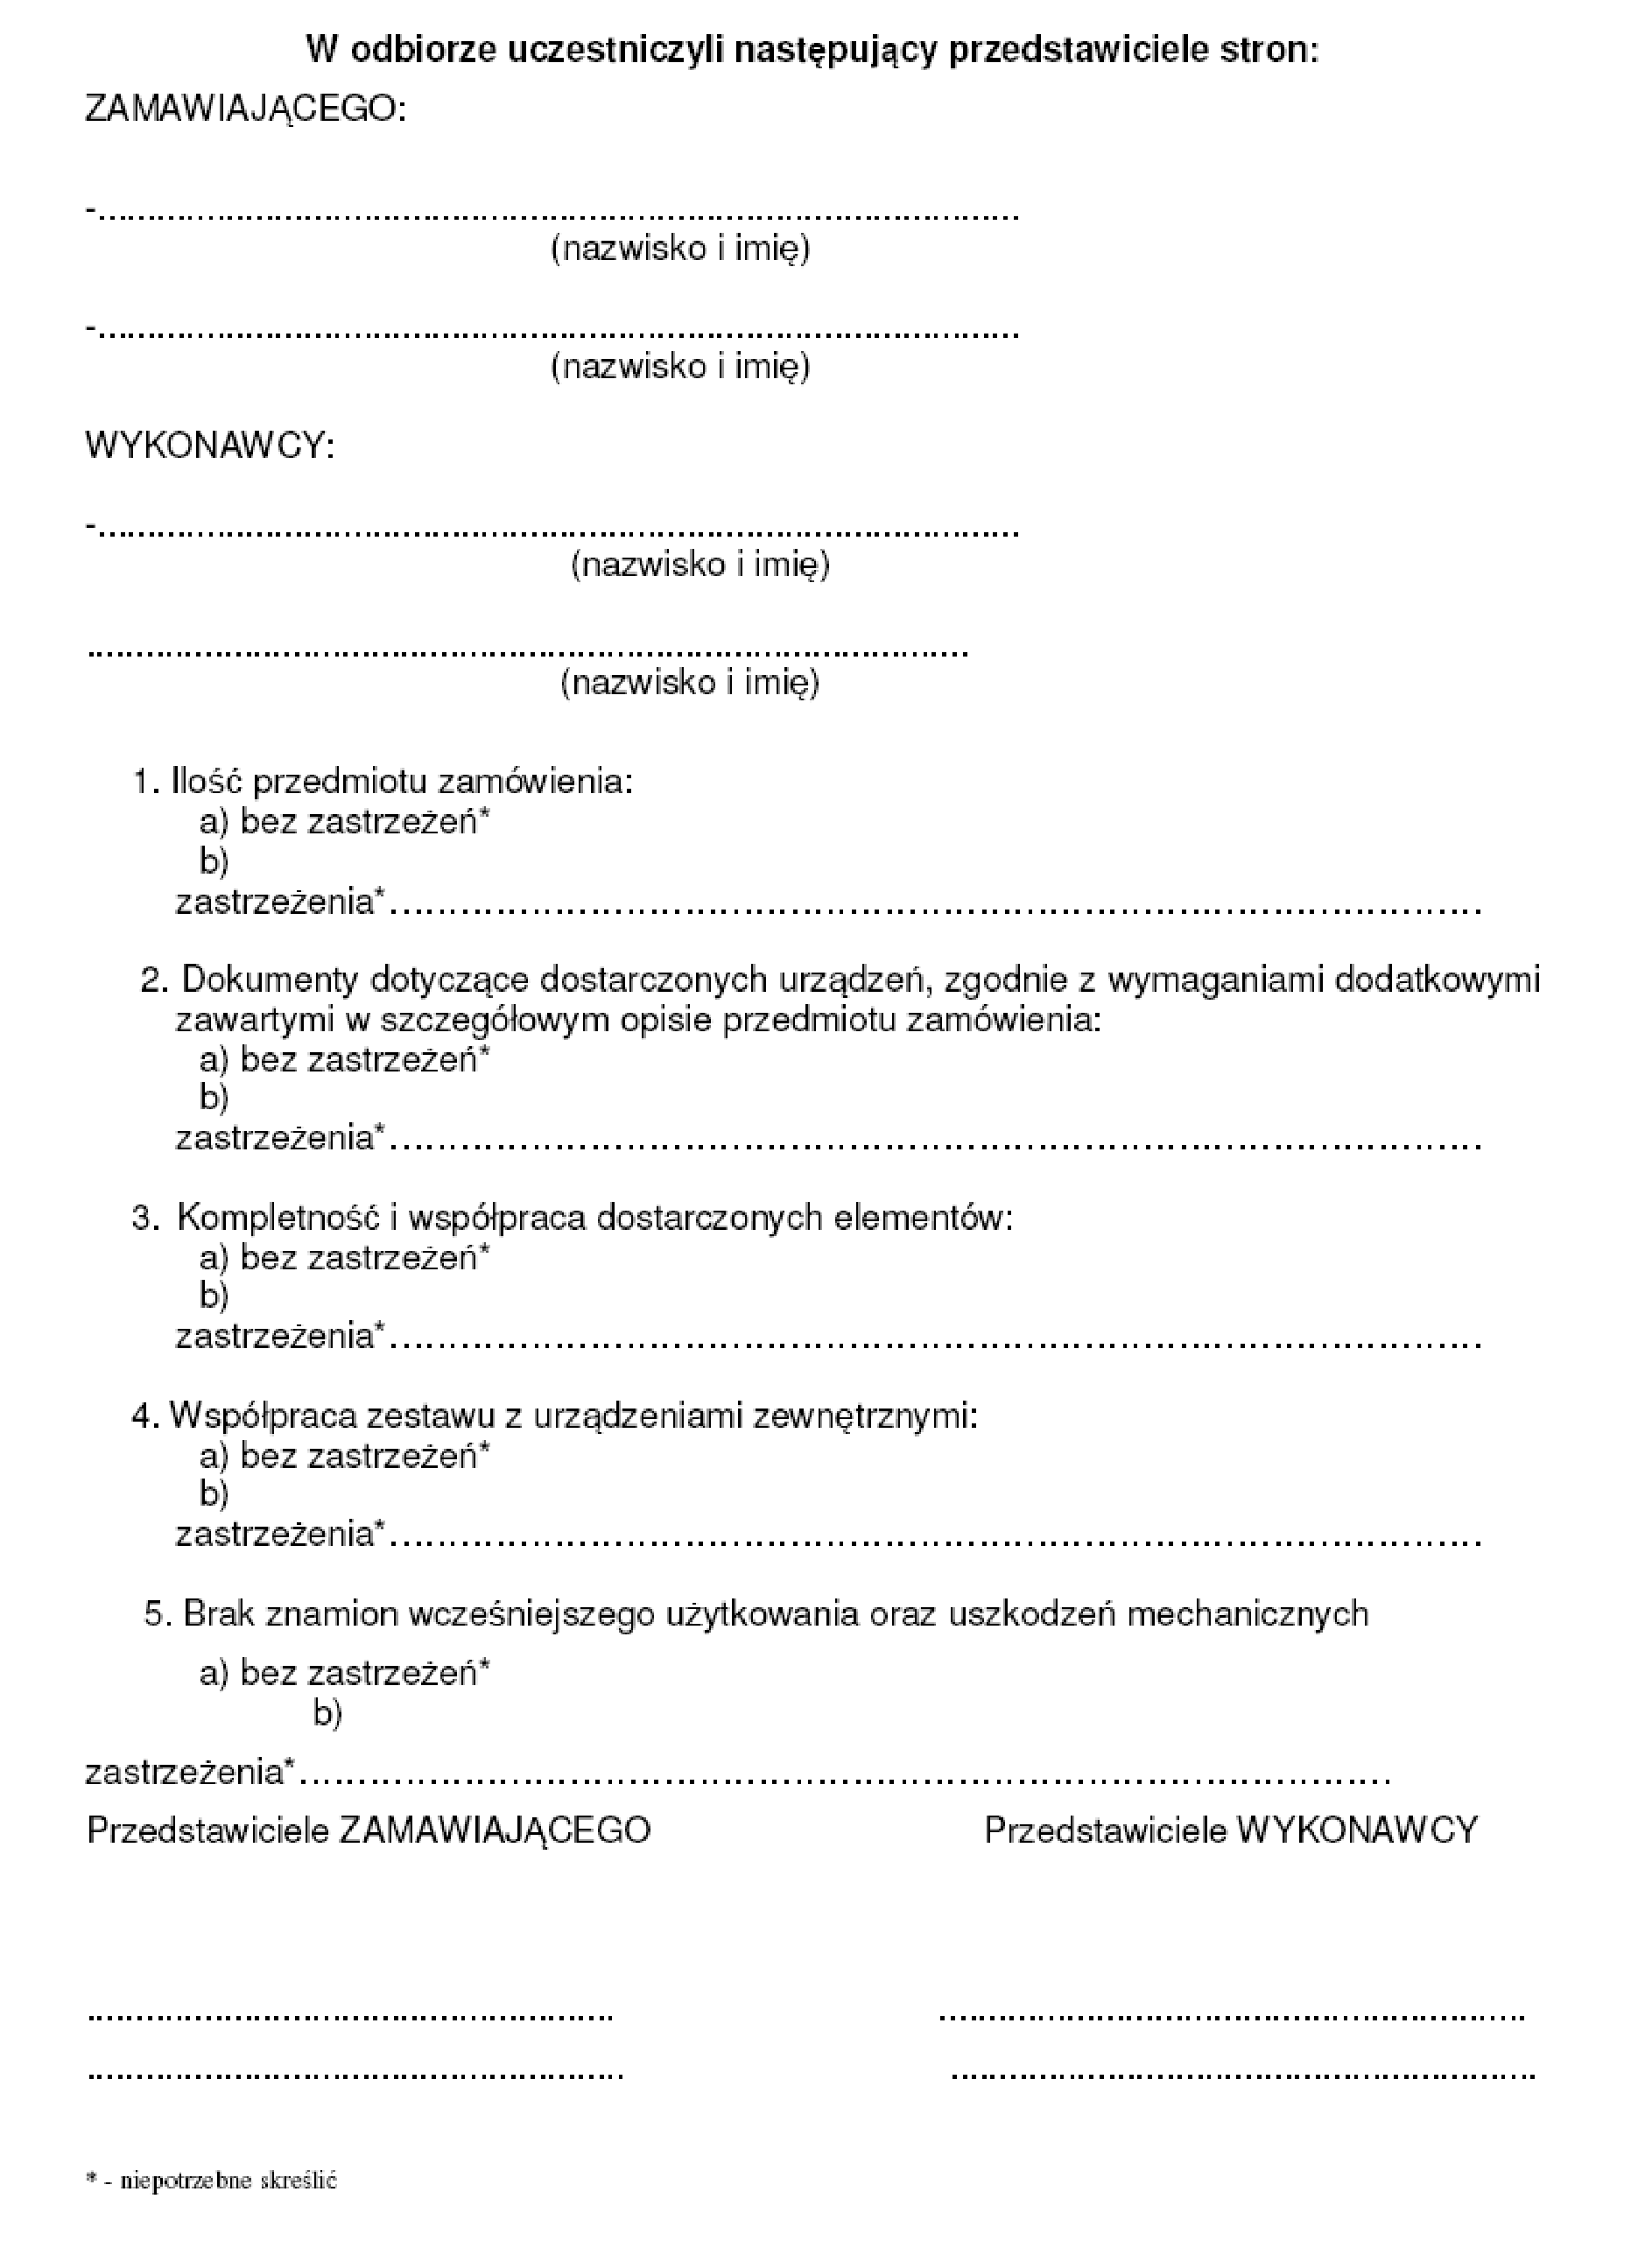 W odbiorze uczestniczyli następujący przedstawiciele stron:
ZAMAWIAJĄCEGO:
-................................................................................................
(nazwisko i imię)
-................................................................................................
(nazwisko i imię)
WYKONAWCY:
-................................................................................................
(nazwisko i imię)
...........................................................................................
(nazwisko i imię)
1. Ilość przedmiotu zamówienia:
a) bez zastrzeżeń*
b)
zastrzeżenia*............................................................................................
2. Dokumenty dotyczące dostarczonych urządzeń, zgodnie z wymaganiami dodatkowymi
zawartymi w szczegółowym opisie przedmiotu zamówienia:
a) bez zastrzeżeń*
b)
zastrzeżenia*............................................................................................
3. Kompletność i współpraca dostarczonych elementów:
a) bez zastrzeżeń*
b)
zastrzeżenia*............................................................................................
4. Współpraca zestawu z urządzeniami zewnętrznymi:
a) bez zastrzeżeń*
b)
zastrzeżenia*............................................................................................
5. Brak znamion wcześniejszego użytkowania oraz uszkodzeń mechanicznych
a) bez zastrzeżeń*
b)
zastrzeżenia*............................................................................................
Przedstawiciele ZAMAWIAJĄCEGO Przedstawiciele WYKONAWCY
...................................................... ............................................................
....................................................... ............................................................
* - niepotrzebne skreślić